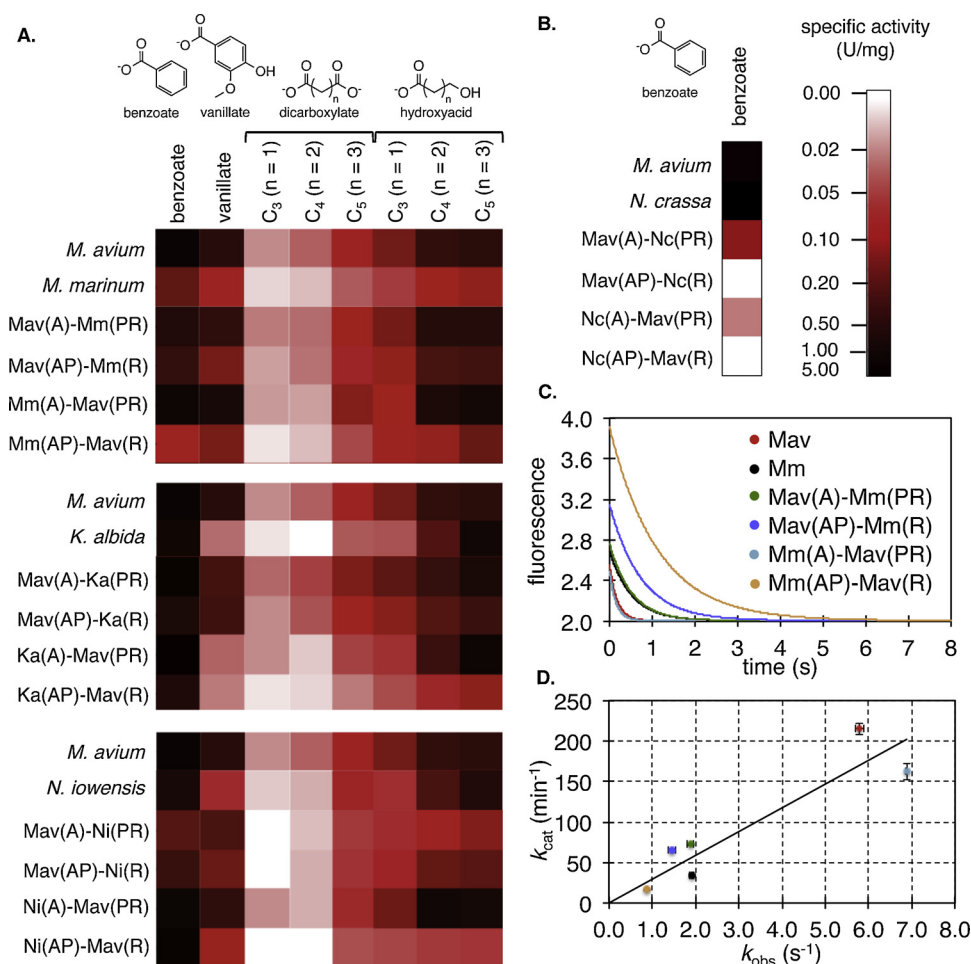 A.
O
-O
benzoate
O
-O
OH
O
vanillate
O
O
-O
O-
n
dicarboxylate
O
-O
OH
n
hydroxyacid
benzoate
vanillate
C3 (n = 1)
C4 (n = 2)
C5 (n = 3)
C3 (n = 1)
C4 (n = 2)
C5 (n = 3)
M. avium
M. marinum
Mav(A)-Mm(PR)
Mav(AP)-Mm(R)
Mm(A)-Mav(PR)
Mm(AP)-Mav(R)
M. avium
K. albida
Mav(A)-Ka(PR)
Mav(AP)-Ka(R)
Ka(A)-Mav(PR)
Ka(AP)-Mav(R)
M. avium
N. iowensis
Mav(A)-Ni(PR)
Mav(AP)-Ni(R)
Ni(A)-Mav(PR)
Ni(AP)-Mav(R)
B.
O
-O
benzoate
benzoate
M. avium
N. crassa
Mav(A)-Nc(PR)
Mav(AP)-Nc(R)
Nc(A)-Mav(PR)
Nc(AP)-Mav(R)
specific activity
(U/mg)
0.00
0.02
0.05
0.10
0.20
0.50
1.00
5.00
C.
4.0
3.6
3.2
2.8
2.4
2.0
fluorescence
Mav
Mm
Mav(A)-Mm(PR)
Mav(AP)-Mm(R)
Mm(A)-Mav(PR)
Mm(AP)-Mav(R)
0 1 2 3 4 5 6 7 8
time (s)
D.
250
200
150
100
50
0
kcat (min-1)
0.0 1.0 2.0 3.0 4.0 5.0 6.0 7.0 8.0
kobs (s-1)